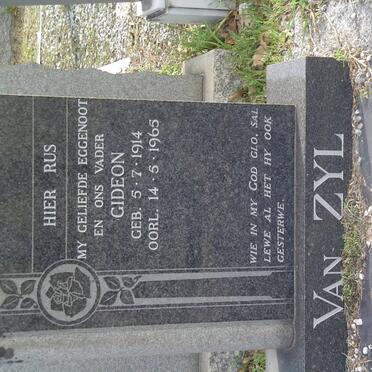 HIER RUS
MY GELIEFDE EGGENOOT
EN ONS VADER
GIDEON
GEB. 5·7·1914
OORL. 14·5·1965
WIE IN MY GOD GLO, SAL
LEWE AL HET HY OOK
GESTERWE.
VAN ZYL